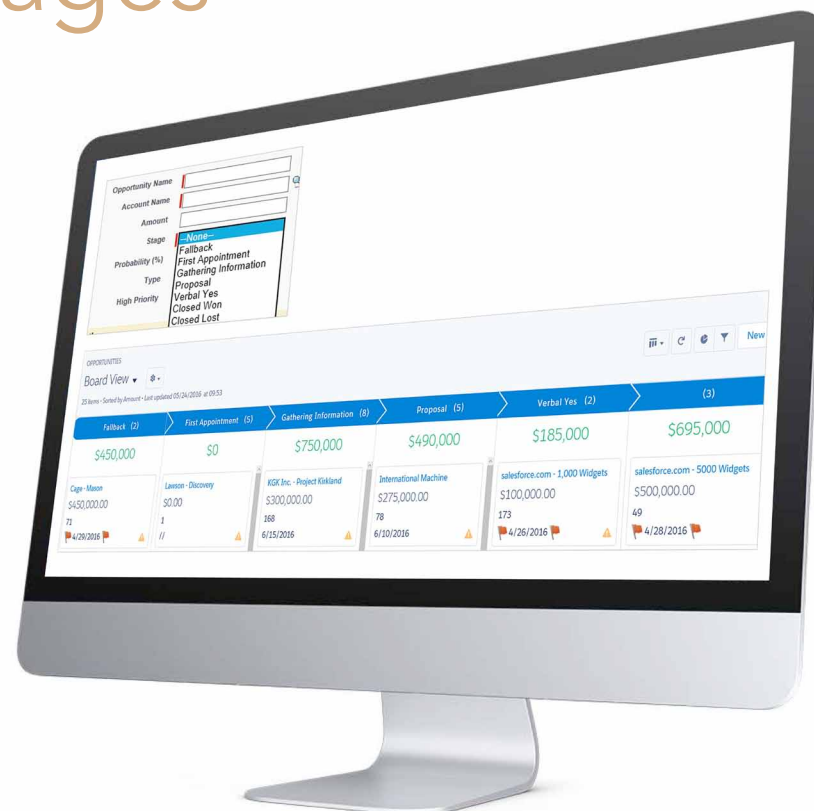 Opportunity Name
Account Name
Amount
Stage
--None--
Fallback
First Appointment
Gathering Information
Proposal
Verbal Yes
Closed Won
Closed Lost
Probability (%)
Type
High Priority
OPPORTUNITIES
Board View
25 items • Sorted by Amount • Last updated 05/24/2016 at 09:53
New
Fallback (2) First Appointment (5) Gathering Information (8) Proposal (5) Verbal Yes (2) (3)
$450,000 $0 $750,000 $490,000 $185,000 $695,000
Cage - Mason Lawson - Discovery KGK Inc. - Project Kirkland International Machine salesforce.com - 1,000 Widgets salesforce.com - 5000 Widgets
$450,000.00 $0.00 $300,000.00 $275,000.00 $100,000.00 $500,000.00
71 1 168 78 173 49
4/29/2016 // 6/15/2016 6/10/2016 4/26/2016 4/28/2016